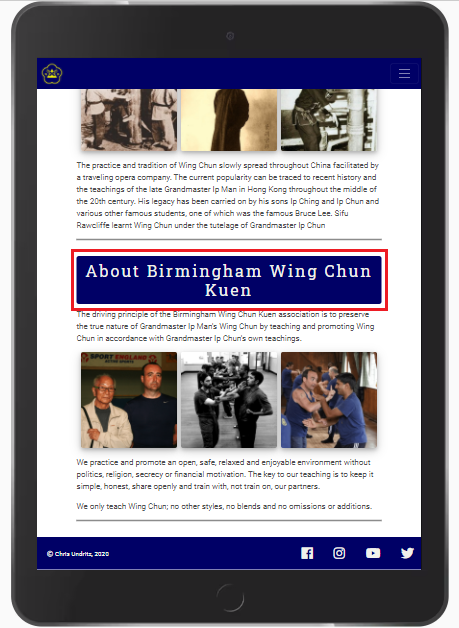 The practice and tradition of Wing Chun slowly spread throughout China facilitated by
a traveling opera company. The current popularity can be traced to recent history and
the teachings of the late Grandmaster Ip Man in Hong Kong throughout the middle of
the 20th century. His legacy has been carried on by his sons Ip Ching and Ip Chun and
various other famous students, one of which was the famous Bruce Lee. Sifu
Rawcliffe learnt Wing Chun under the tutelage of Grandmaster Ip Chun
About Birmingham Wing Chun
Kuen
The driving principle of the Birmingham Wing Chun Kuen association is to preserve
the true nature of Grandmaster Ip Man's Wing Chun by teaching and promoting Wing
Chun in accordance with Grandmaster Ip Chun's own teachings.
SPORT ENGLAND
We practice and promote an open, safe, relaxed and enjoyable environment without
politics, religion, secrecy or financial motivation. The key to our teaching is to keep it
simple, honest, share openly and train with, not train on, our partners.
We only teach Wing Chun; no other styles, no blends and no omissions or additions.
© Chris Undritz, 2020